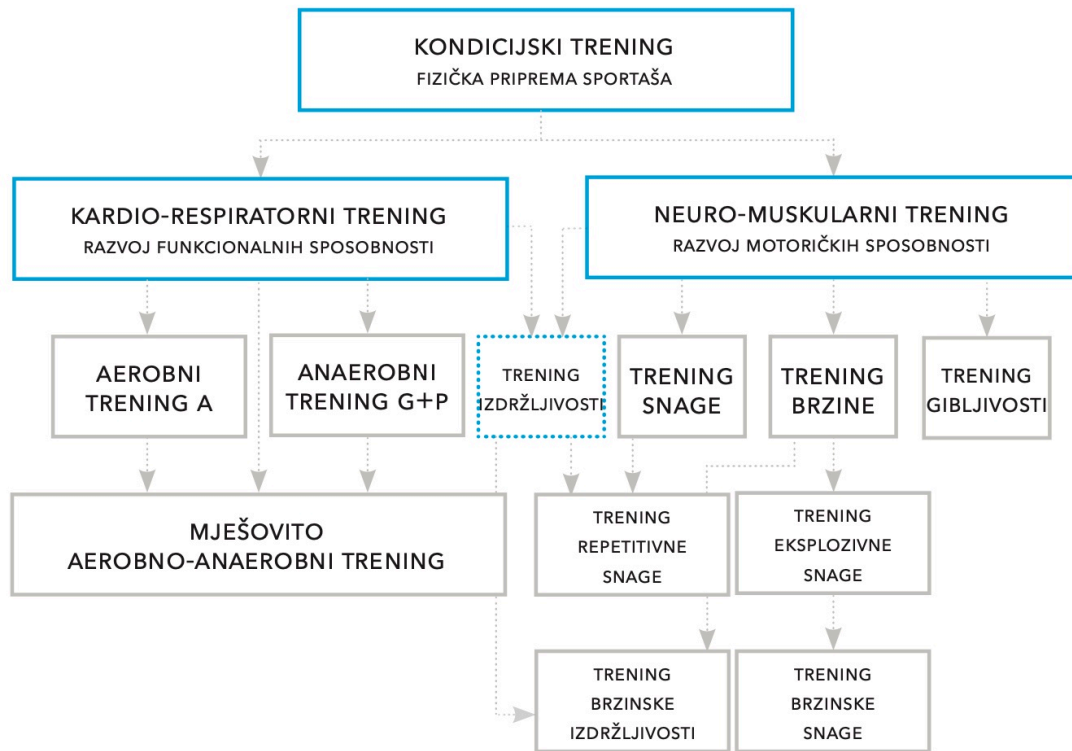 KONDICIJSKI TRENING
FIZIČKA PRIPREMA SPORTAŠA
KARDIO-RESPIRATORNI TRENING
RAZVOJ FUNKCIONALNIH SPOSOBNOSTI
NEURO-MUSKULARNI TRENING
RAZVOJ MOTORIČKIH SPOSOBNOSTI
AEROBNI
TRENING A
ANAEROBNI
TRENING G+P
TRENING
IZDRŽLJIVOSTI
TRENING
SNAGE
TRENING
BRZINE
TRENING
GIBLJIVOSTI
MJEŠOVITO
AEROBNO-ANAEROBNI TRENING
TRENING
REPETITIVNE
SNAGE
TRENING
EKSPLOZIVNE
SNAGE
TRENING
BRZINSKE
IZDRŽLJIVOSTI
TRENING
BRZINSKE
SNAGE